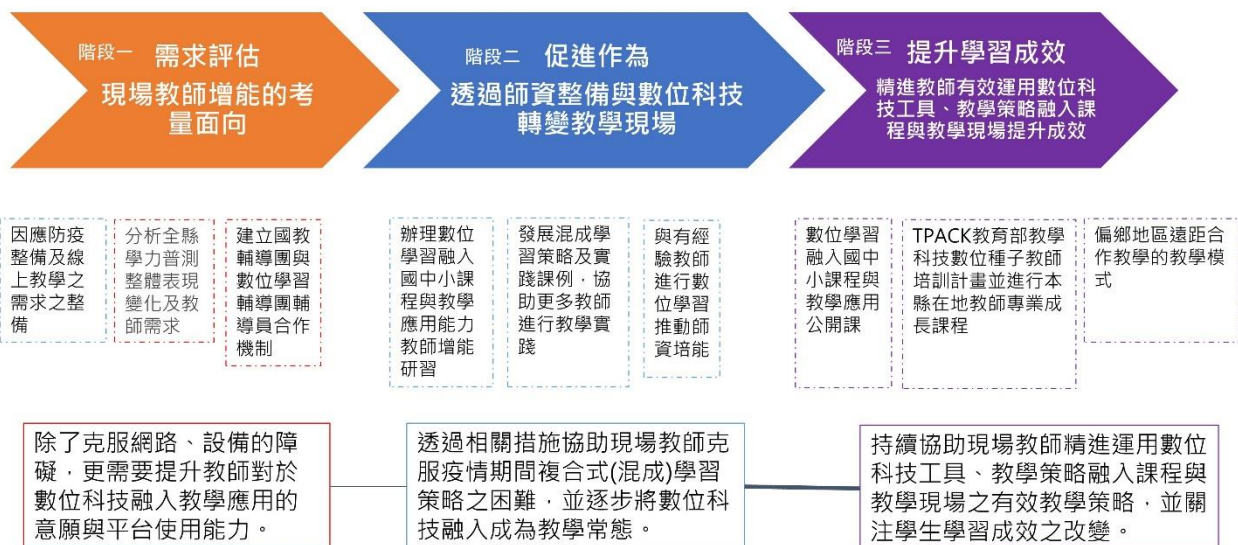 階段一 需求評估
現場教師增能的考
量面向
階段二 促進作為
透過師資整備與數位科技
轉變教學現場
階段三 提升學習成效
精進教師有效運用數位科
技工具、教學策略融入課
程與教學現場提升成效
因應防疫
整備及線
上教學之
需求之整
備
分析全縣
學力普測
整體表現
變化及教
師需求
建立國教
輔導團與
數位學習
輔導團輔
導員合作
機制
辦理數位
學習融入
國中小課
程與教學
應用能力
教師增能
研習
發展混成學
習策略及實
踐課例，協
助更多教師
進行教學實
踐
與有經
驗教師
進行數
位學習
推動師
資培能
數位學習
融入國中
小課程與
教學應用
公開課
TPACK教育部教學
科技數位種子教師
培訓計畫並進行本
縣在地教師專業成
長課程
偏鄉地區遠距合
作教學的教學模
式
除了克服網路、設備的障
礙，更需要提升教師對於
數位科技融入教學應用的
意願與平台使用能力。
透過相關措施協助現場教師克
服疫情期間複合式(混成)學習
策略之困難，並逐步將數位科
技融入成為教學常態。
持續協助現場教師精進運用數位
科技工具、教學策略融入課程與
教學現場之有效教學策略，並關
注學生學習成效之改變。